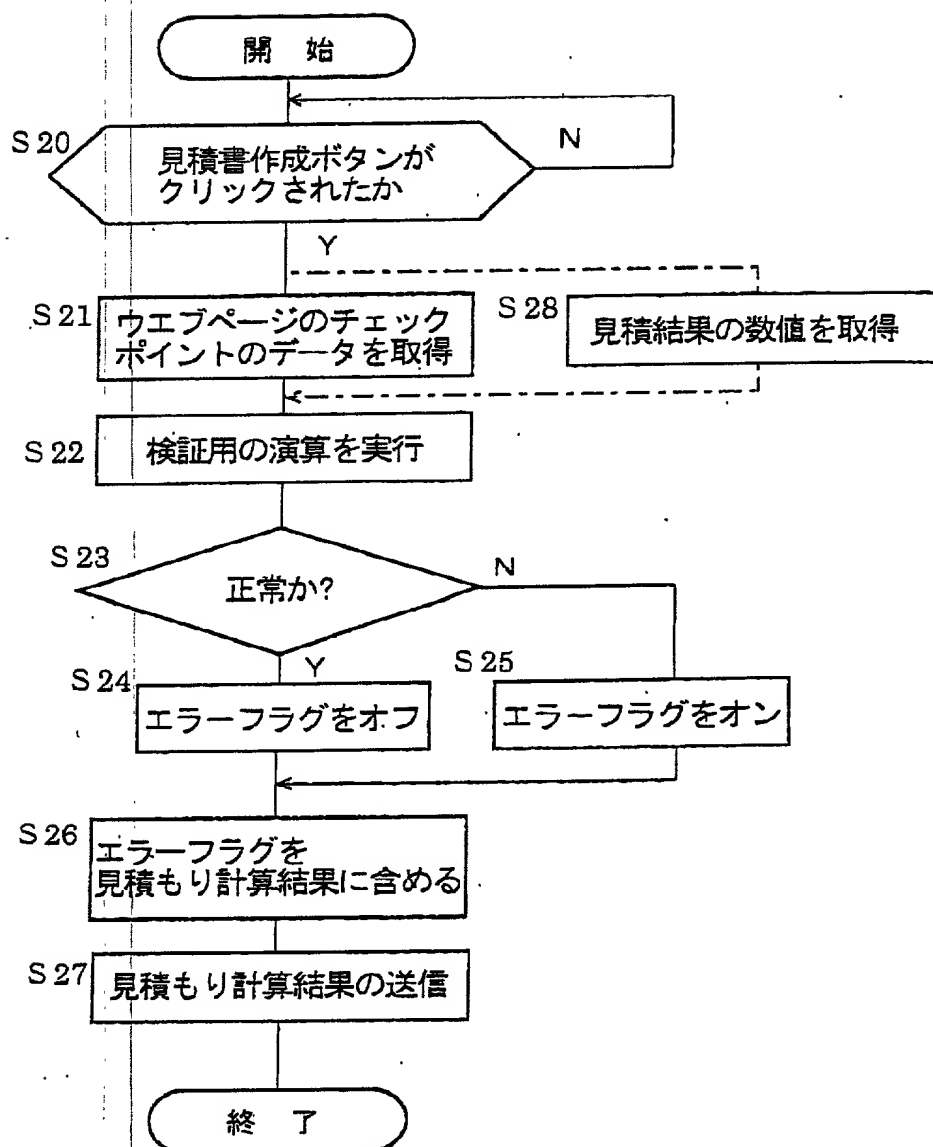 開 始
S20
見積書作成ボタンが
クリックされたか
N
Y
S21
ウエブページのチェック
ポイントのデータを取得
S28
見積結果の数値を取得
S22
検証用の演算を実行
S23
正常か?
N
Y
S24
エラーフラグをオフ
S25
エラーフラグをオン
S26
エラーフラグを
見積もり計算結果に含める
S27
見積もり計算結果の送信
終 了